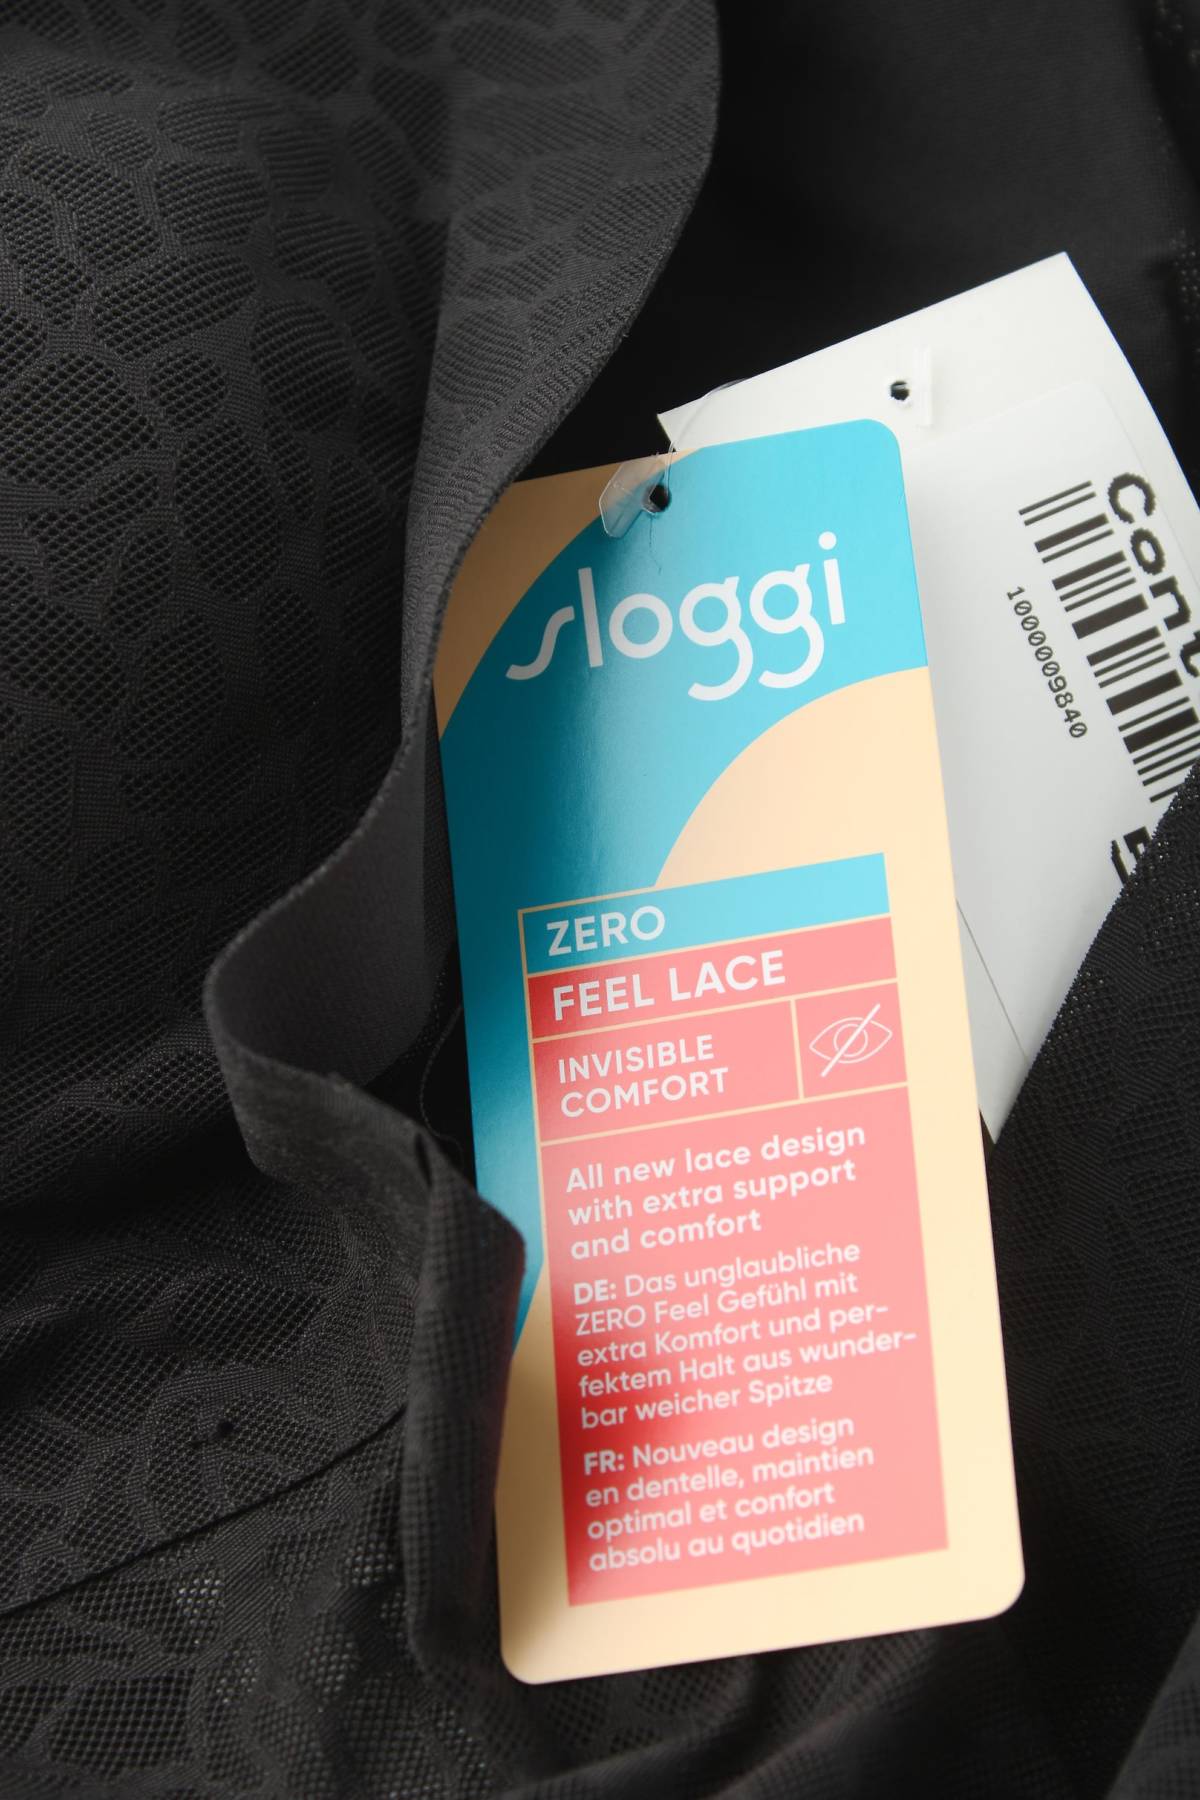 sloggi
ZERO
FEEL LACE
INVISIBLE
COMFORT
All new lace design
with extra support
and comfort
DE: Das unglaubliche
ZERO Feel Gefühl mit
extra Komfort und per-
fektem Halt aus wunder-
bar weicher Spitze
FR: Nouveau design
en dentelle, maintien
optimal et confort
absolu au quotidien
Cont
1000009840